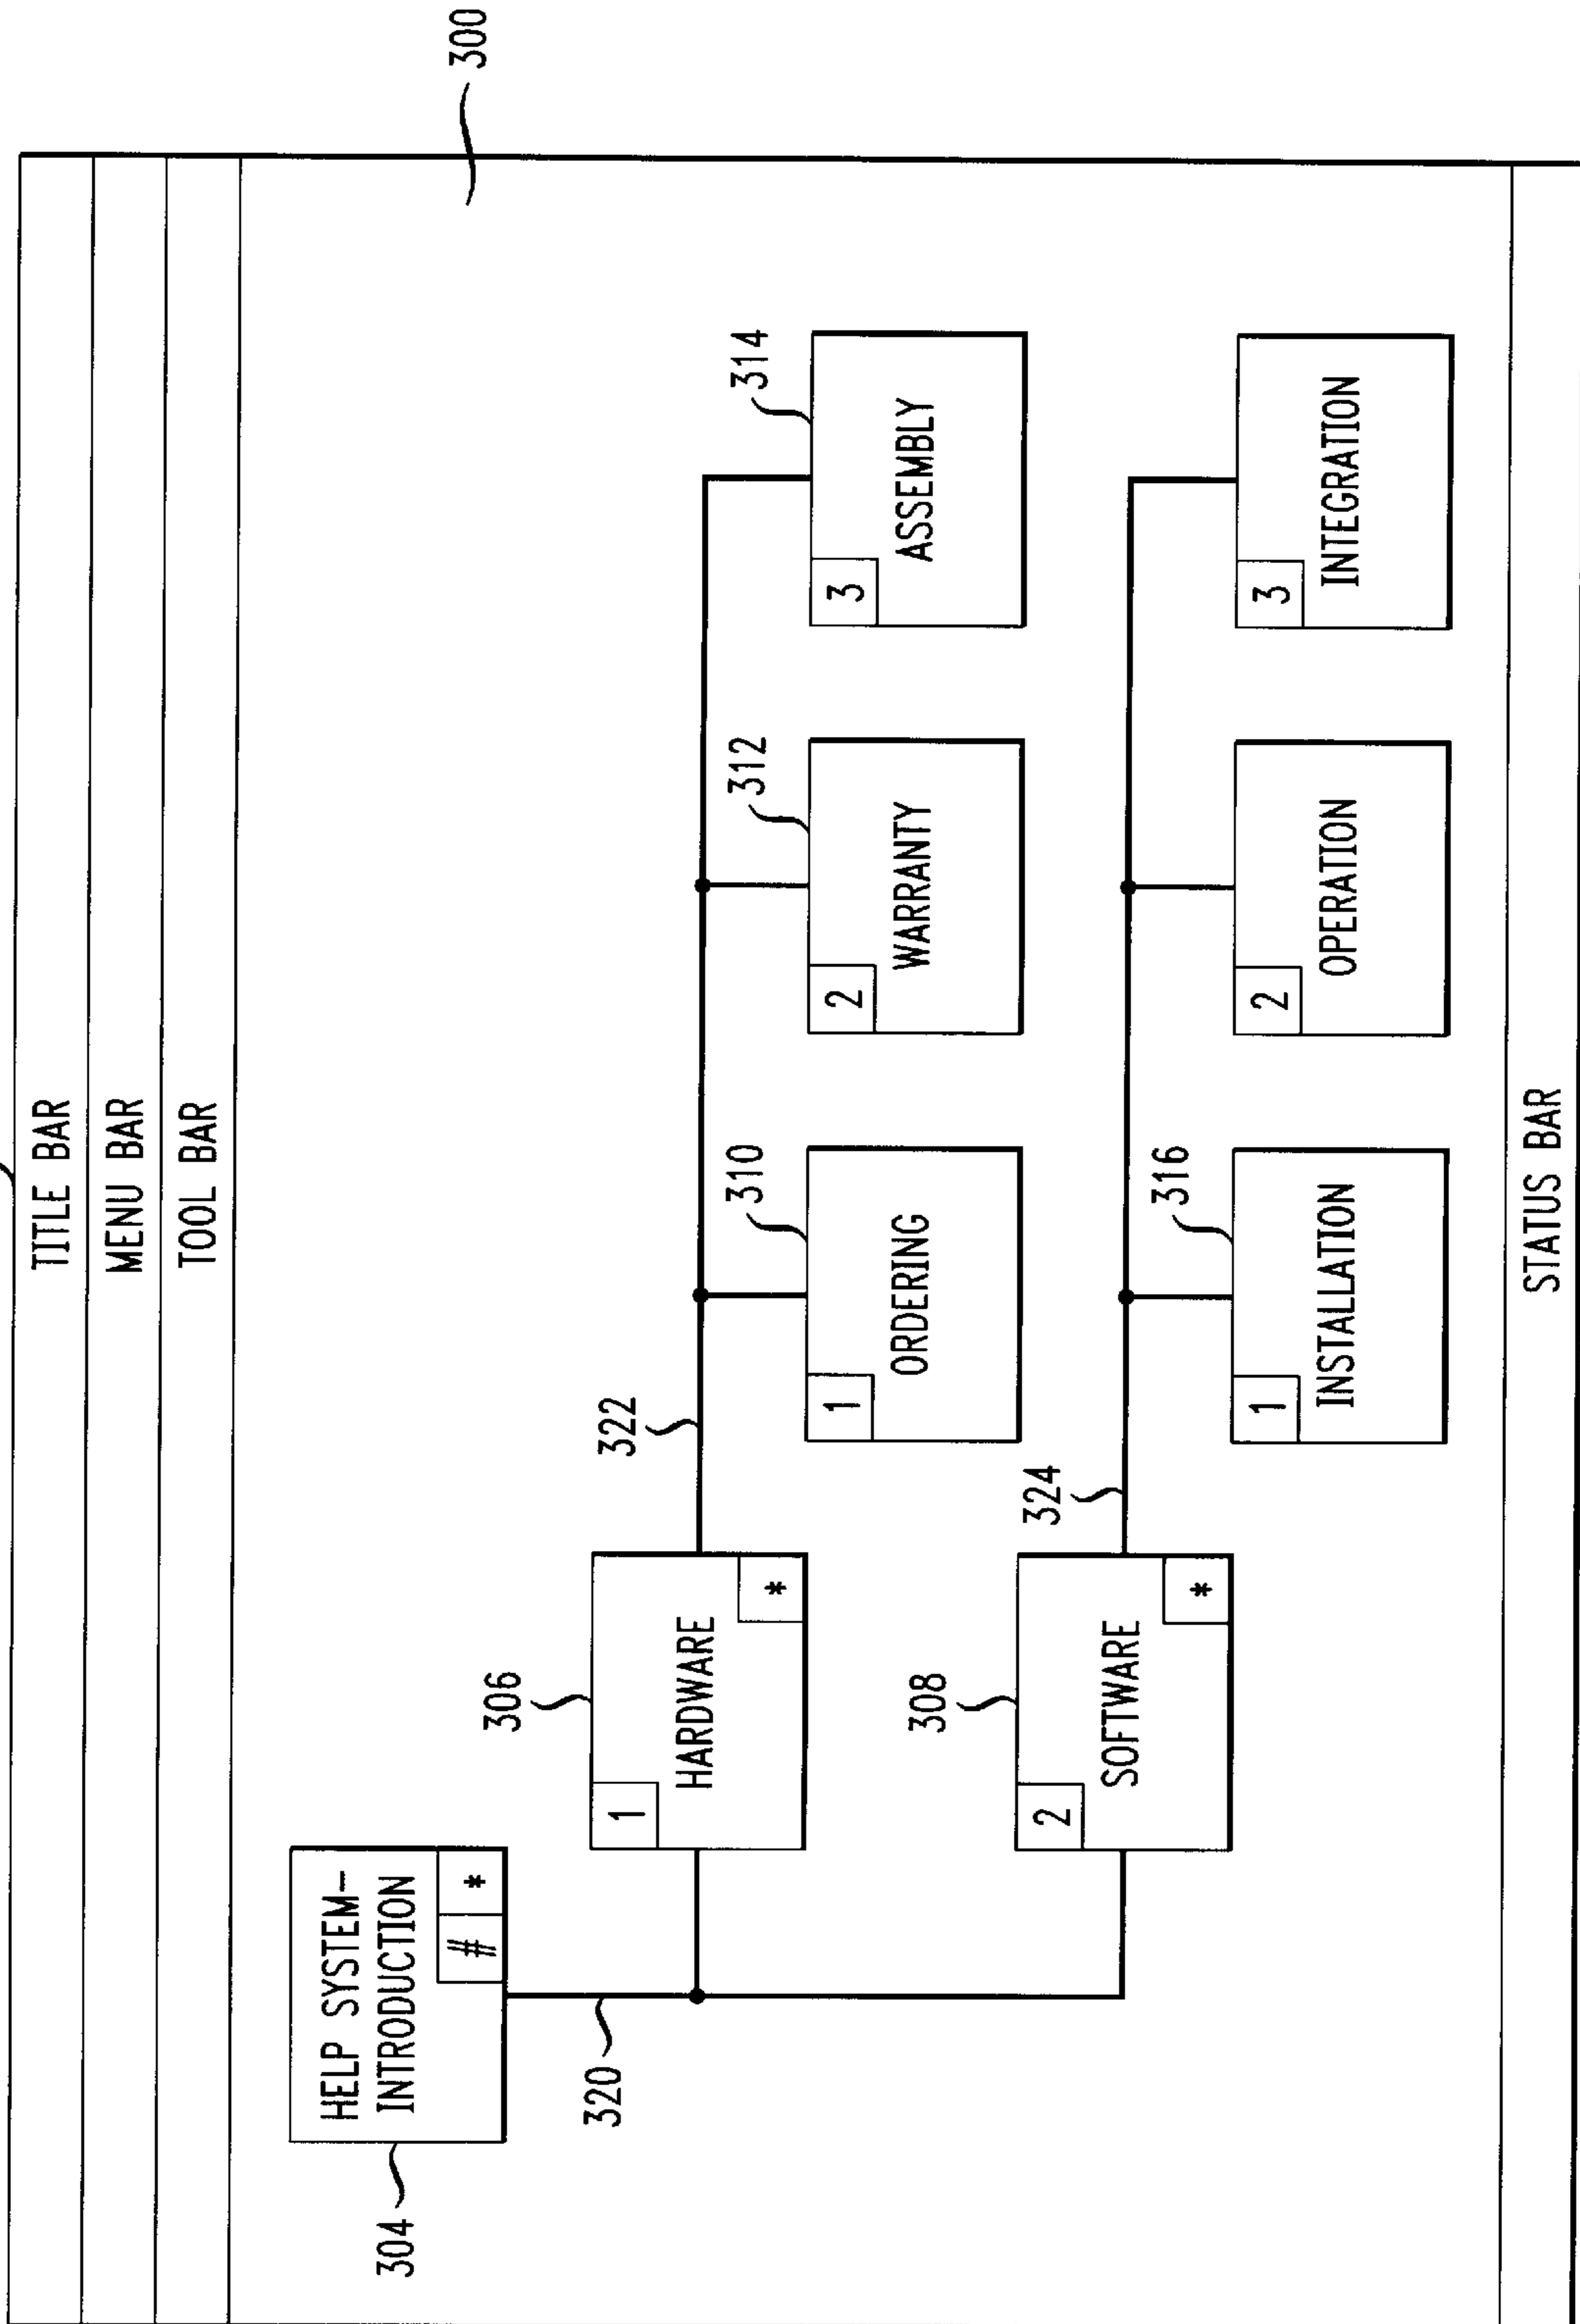 TITLE BAR
MENU BAR
TOOL BAR
300
304
HELP SYSTEM-
INTRODUCTION
# *
320
306
1
HARDWARE
*
322
310
1
ORDERING
312
2
WARRANTY
314
3
ASSEMBLY
308
2
SOFTWARE
*
324
316
1
INSTALLATION
2
OPERATION
3
INTEGRATION
STATUS BAR